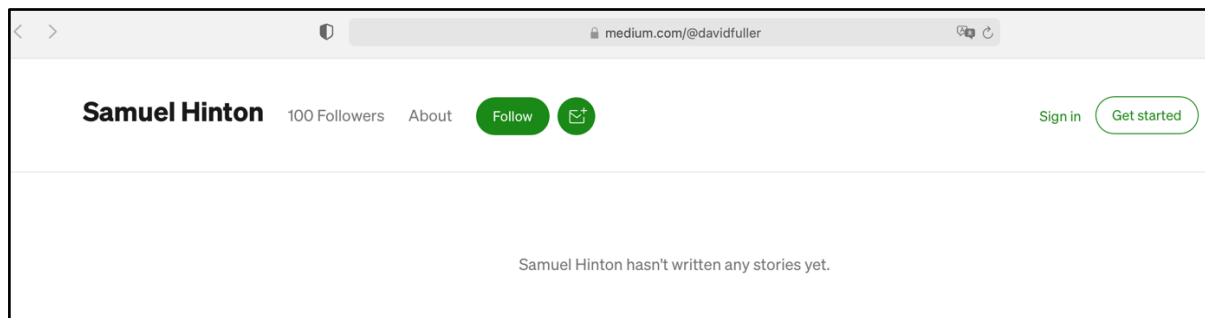 medium.com/@davidfuller
Samuel Hinton 100 Followers About Follow Sign in Get started
Samuel Hinton hasn't written any stories yet.